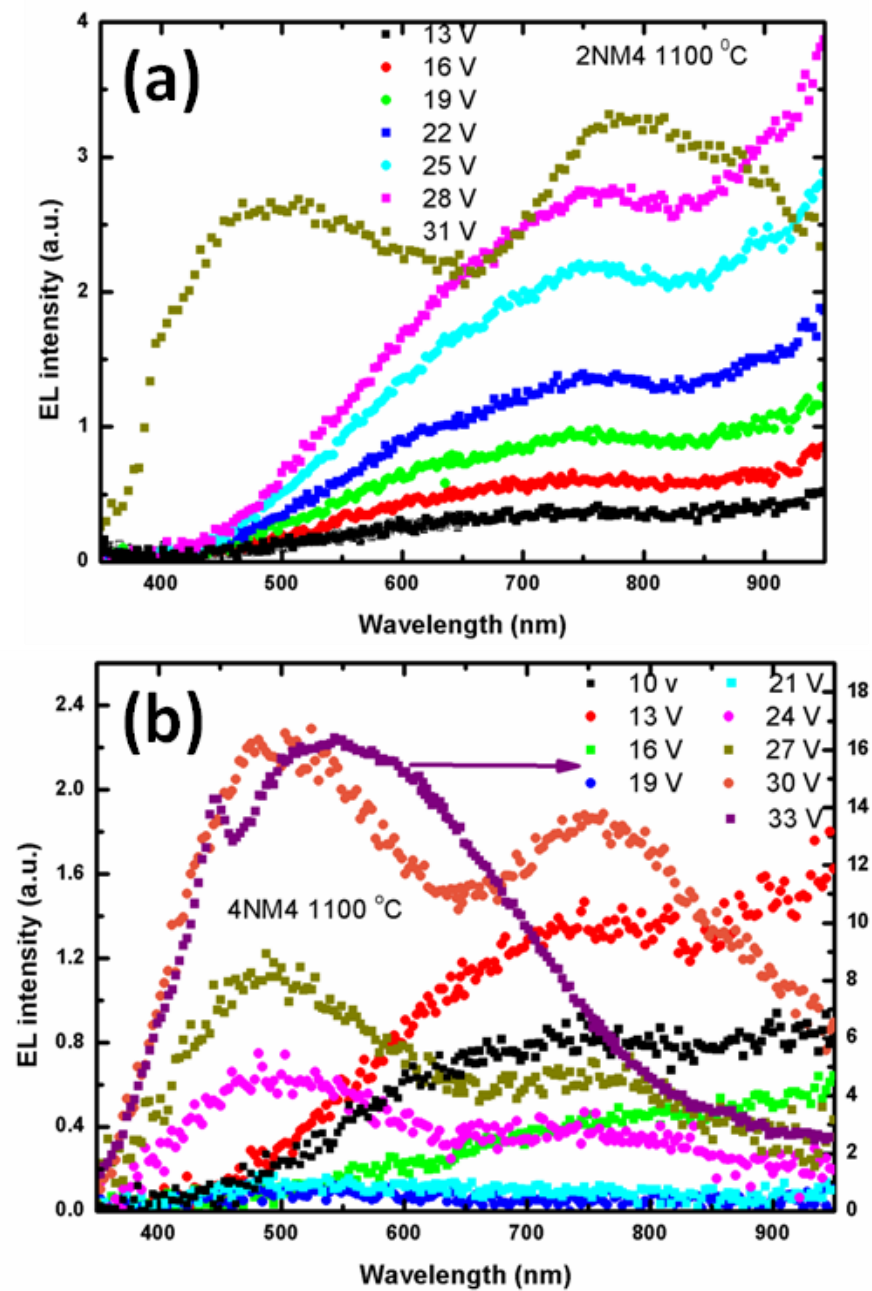 (a)
2NM4 1100 ⁰C
13 V
16 V
19 V
22 V
25 V
28 V
31 V
EL intensity (a.u.)
4
3
2
1
0
400 500 600 700 800 900
Wavelength (nm)
(b)
4NM4 1100 ⁰C
10 v
13 V
16 V
19 V
21 V
24 V
27 V
30 V
33 V
EL intensity (a.u.)
2.4
2.0
1.6
1.2
0.8
0.4
0.0
18
16
14
12
10
8
6
4
2
0
400 500 600 700 800 900
Wavelength (nm)